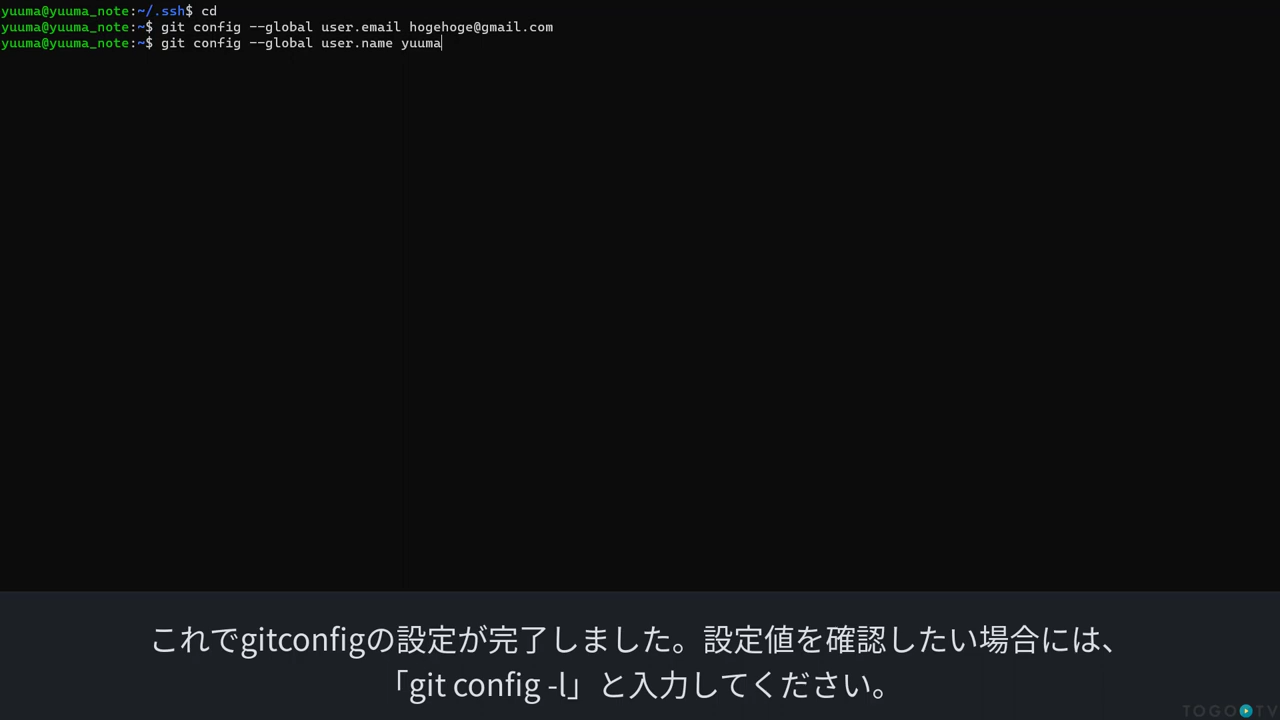 yuuma@yuuma_note:~/.ssh$ cd
yuuma@yuuma_note:~$ git config --global user.email hogehoge@gmail.com
yuuma@yuuma_note:~$ git config --global user.name yuuma
これでgitconfigの設定が完了しました。設定値を確認したい場合には、
「git config -l」と入力してください。
TOGO TV